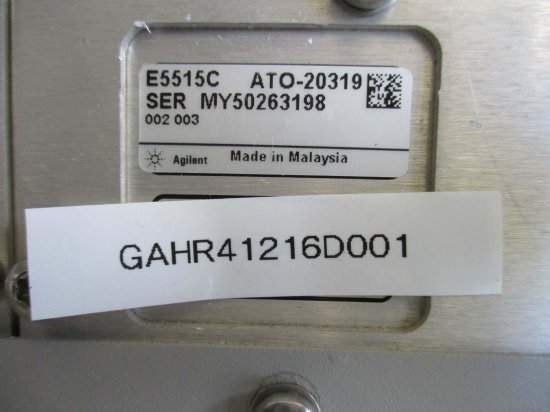 E5515C ATO-20319
SER MY50263198
002 003
Agilent Made in Malaysia
GAHR41216D001